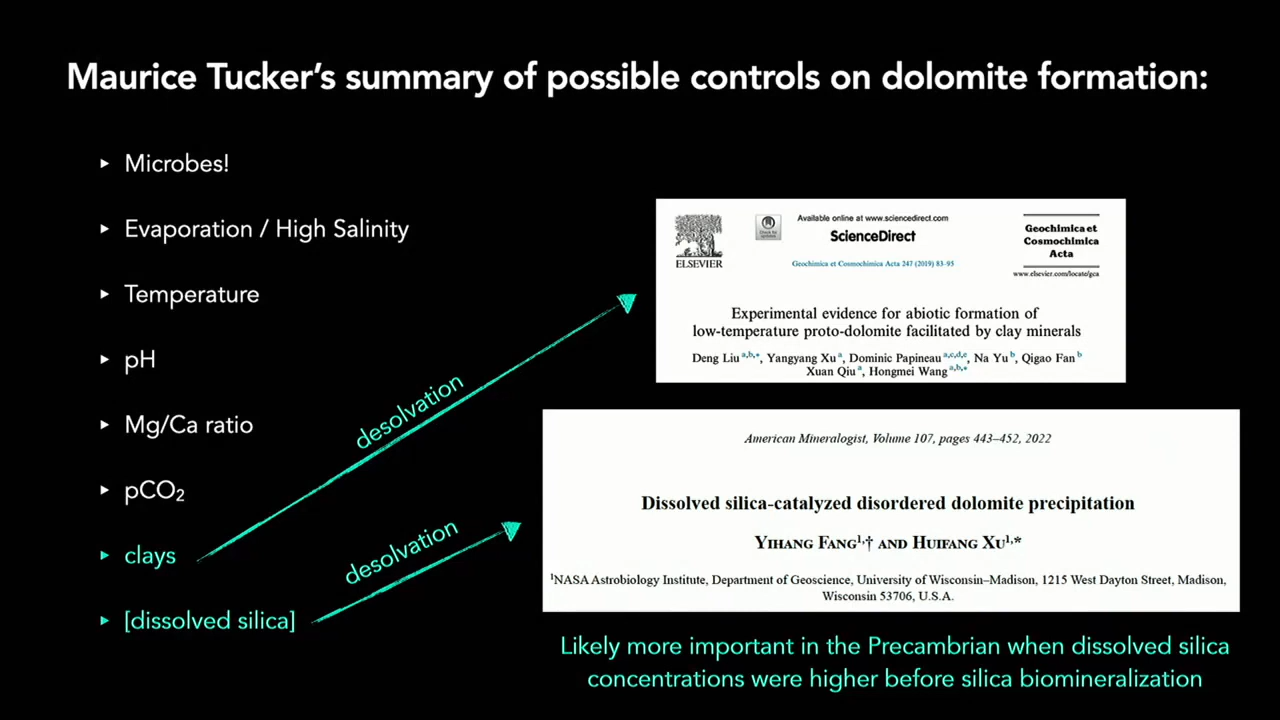 Maurice Tucker's summary of possible controls on dolomite formation:
Microbes!
Evaporation / High Salinity
Temperature
pH
Mg/Ca ratio
pCO₂
clays
[dissolved silica]
desolvation
desolvation
ELSEVIER
Check for updates
Available online at www.sciencedirect.com
ScienceDirect
Geochimica et Cosmochimica Acta 247 (2019) 83–95
Geochimica et
Cosmochimica
Acta
www.elsevier.com/locate/gca
Experimental evidence for abiotic formation of
low-temperature proto-dolomite facilitated by clay minerals
Deng Liu a,b,*, Yangyang Xu a, Dominic Papineau a,c,d,e, Na Yu b, Qigao Fan b
Xuan Qiu a, Hongmei Wang a,b,*
American Mineralogist, Volume 107, pages 443–452, 2022
Dissolved silica-catalyzed disordered dolomite precipitation
Yihang Fang1,† and Huifang Xu1,*
1NASA Astrobiology Institute, Department of Geoscience, University of Wisconsin–Madison, 1215 West Dayton Street, Madison,
Wisconsin 53706, U.S.A.
Likely more important in the Precambrian when dissolved silica
concentrations were higher before silica biomineralization